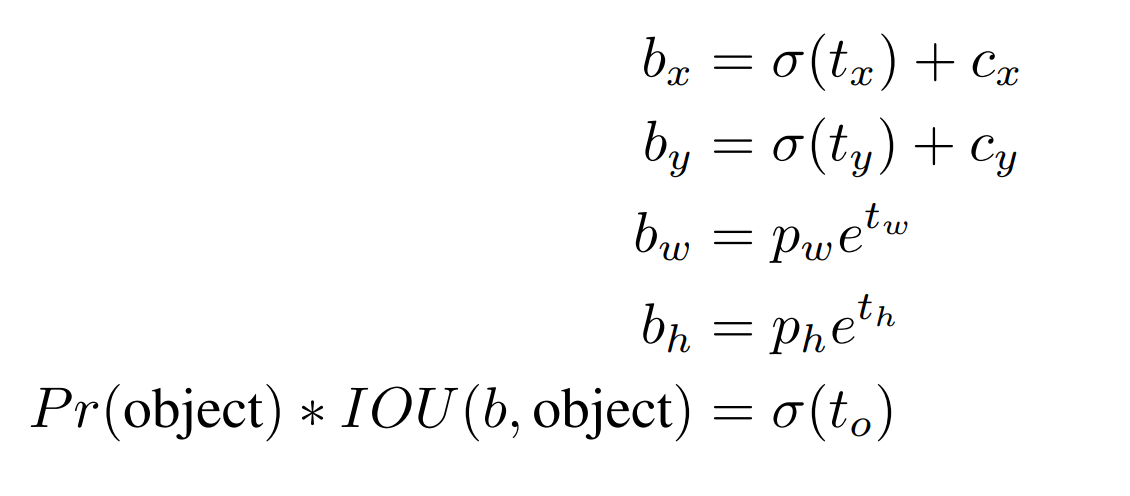 b_x = σ(t_x) + c_x
b_y = σ(t_y) + c_y
b_w = p_w e^{t_w}
b_h = p_h e^{t_h}
Pr(object) ∗ IOU(b, object) = σ(t_o)